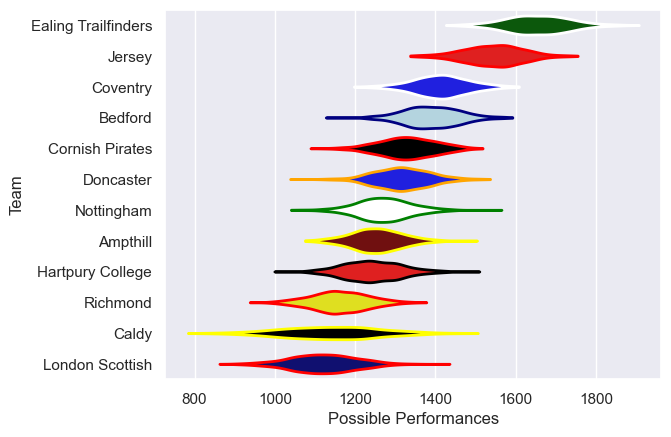 Ealing Trailfinders
Jersey
Coventry
Bedford
Cornish Pirates
Doncaster
Nottingham
Ampthill
Hartpury College
Richmond
Caldy
London Scottish
Team
800 1000 1200 1400 1600 1800
Possible Performances